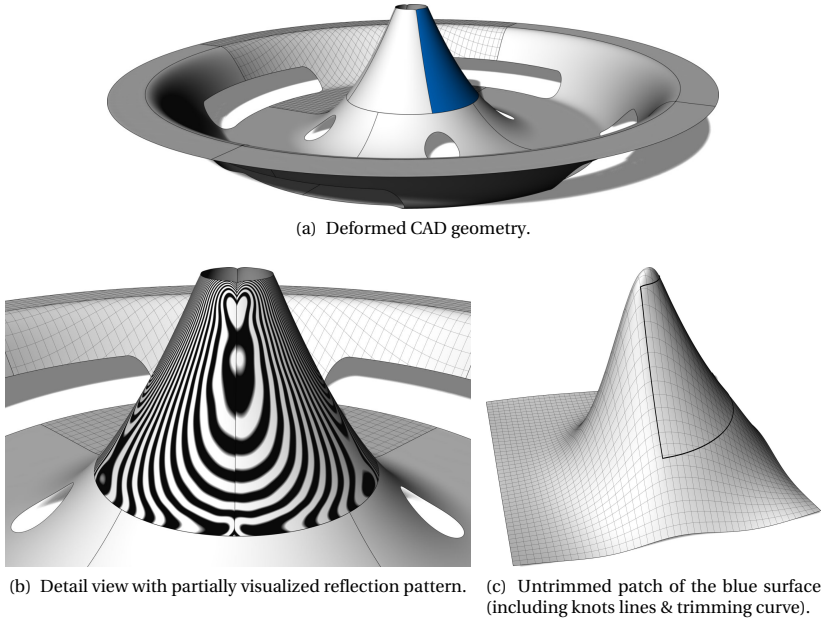 (a) Deformed CAD geometry.
(b) Detail view with partially visualized reflection pattern.
(c) Untrimmed patch of the blue surface
(including knots lines & trimming curve).